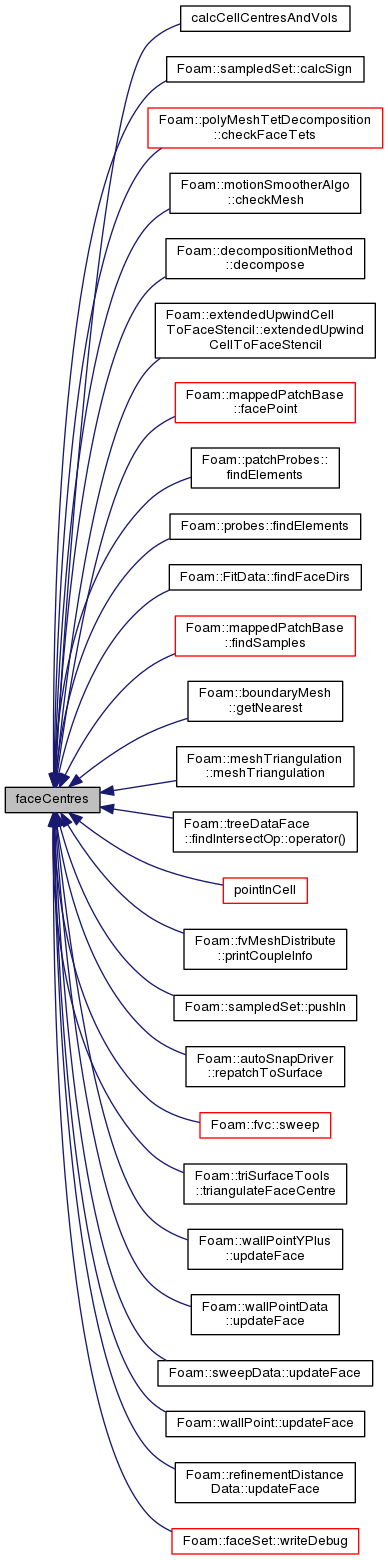 calcCellCentresAndVols
Foam::sampledSet::calcSign
Foam::polyMeshTetDecomposition
::checkFaceTets
Foam::motionSmootherAlgo
::checkMesh
Foam::decompositionMethod
::decompose
Foam::extendedUpwindCell
ToFaceStencil::extendedUpwind
CellToFaceStencil
Foam::mappedPatchBase
::facePoint
Foam::patchProbes::
findElements
Foam::probes::findElements
Foam::FitData::findFaceDirs
Foam::mappedPatchBase
::findSamples
Foam::boundaryMesh
::getNearest
Foam::meshTriangulation
::meshTriangulation
faceCentres
Foam::treeDataFace
::findIntersectOp::operator()
pointInCell
Foam::fvMeshDistribute
::printCoupleInfo
Foam::sampledSet::pushIn
Foam::autoSnapDriver
::repatchToSurface
Foam::fvc::sweep
Foam::triSurfaceTools
::triangulateFaceCentre
Foam::wallPointYPlus
::updateFace
Foam::wallPointData
::updateFace
Foam::sweepData::updateFace
Foam::wallPoint::updateFace
Foam::refinementDistance
Data::updateFace
Foam::faceSet::writeDebug